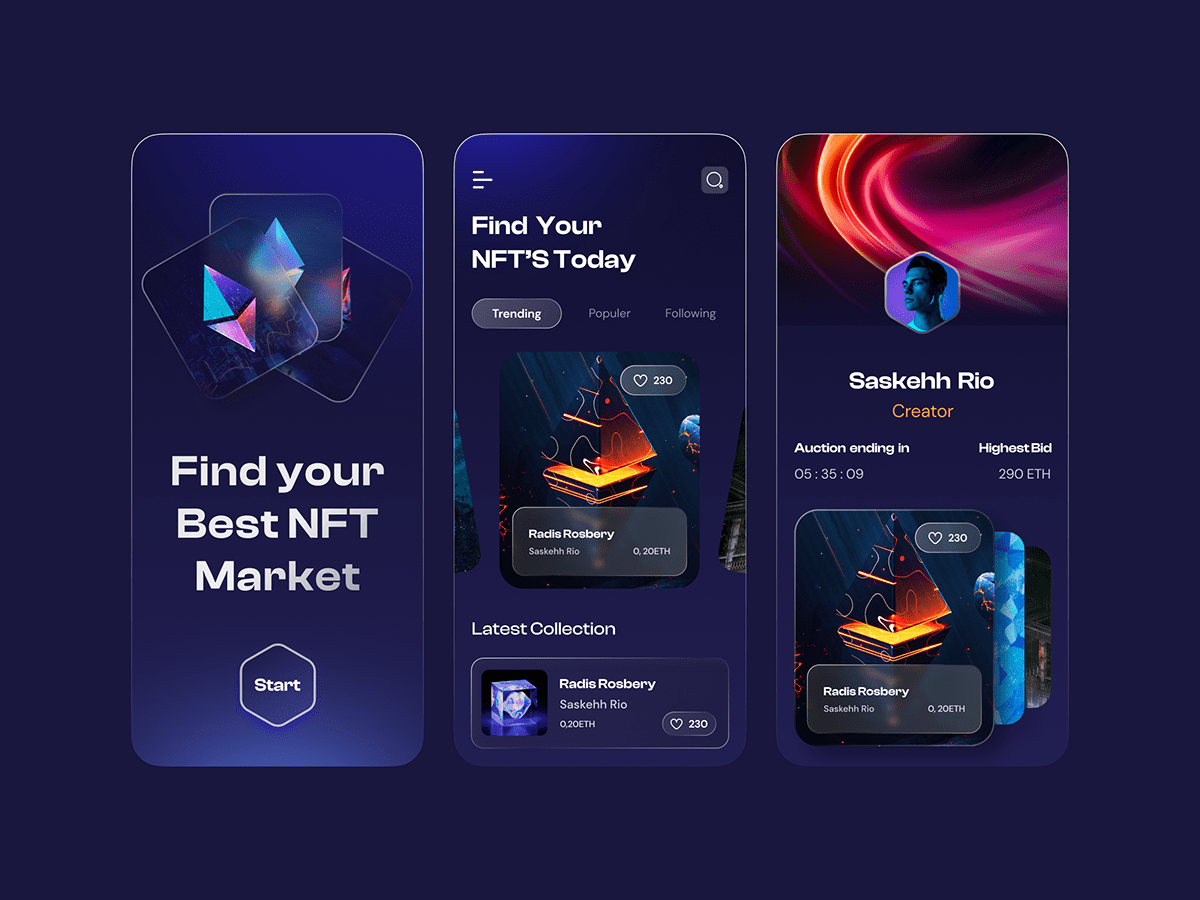 Find your
Best NFT
Market
Start
Find Your
NFT'S Today
Trending
Populer
Following
230
Radis Rosbery
Saskehh Rio
0, 20ETH
Latest Collection
Radis Rosbery
Saskehh Rio
0,20ETH
230
Saskehh Rio
Creator
Auction ending in
Highest Bid
05 : 35 : 09
290 ETH
230
Radis Rosbery
Saskehh Rio
0, 20ETH